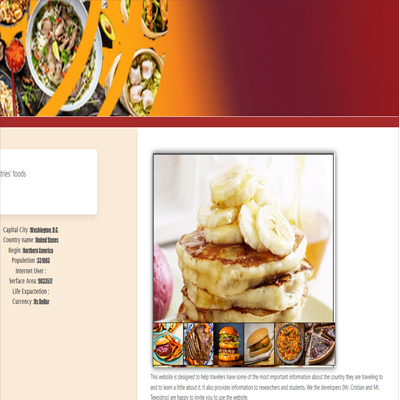 tries' foods
Capital City :Washington, D.C.
Country name :United States
Regin :Northern America
Populetion :331003
Internet User :
Serface Area :9833517
Life Expactetion :
Currency :Us Dollar
This website is designed to help travelers have some of the most important information about the country they are traveling to
and to learn a little about it. It also provides information to researchers and students. We the developers (Mr. Cristian and Mr.
Tewodros) are happy to invite you to use the website.